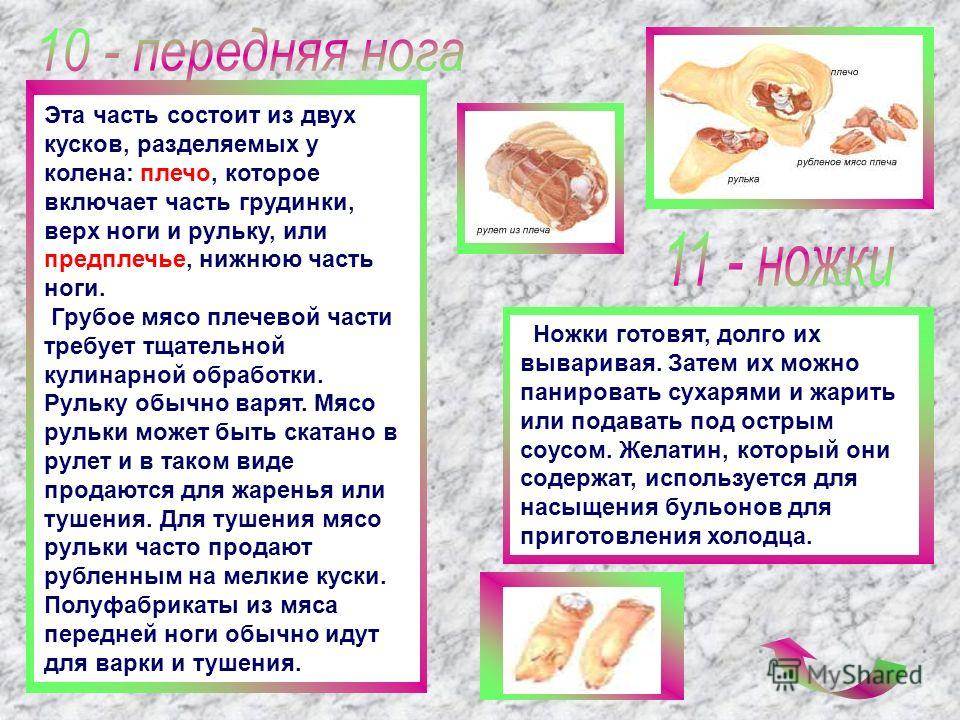 10 - передняя нога
Эта часть состоит из двух
кусков, разделяемых у
колена: плечо, которое
включает часть грудинки,
верх ноги и рульку, или
предплечье, нижнюю часть
ноги.
Грубое мясо плечевой части
требует тщательной
кулинарной обработки.
Рульку обычно варят. Мясо
рульки может быть скатано в
рулет и в таком виде
продаются для жаренья или
тушения. Для тушения мясо
рульки часто продают
рубленным на мелкие куски.
Полуфабрикаты из мяса
передней ноги обычно идут
для варки и тушения.
рулет из плеча
плечо
рубленое мясо плеча
рулька
11 - ножки
Ножки готовят, долго их
вываривая. Затем их можно
панировать сухарями и жарить
или подавать под острым
соусом. Желатин, который они
содержат, используется для
насыщения бульонов для
приготовления холодца.
MyShared